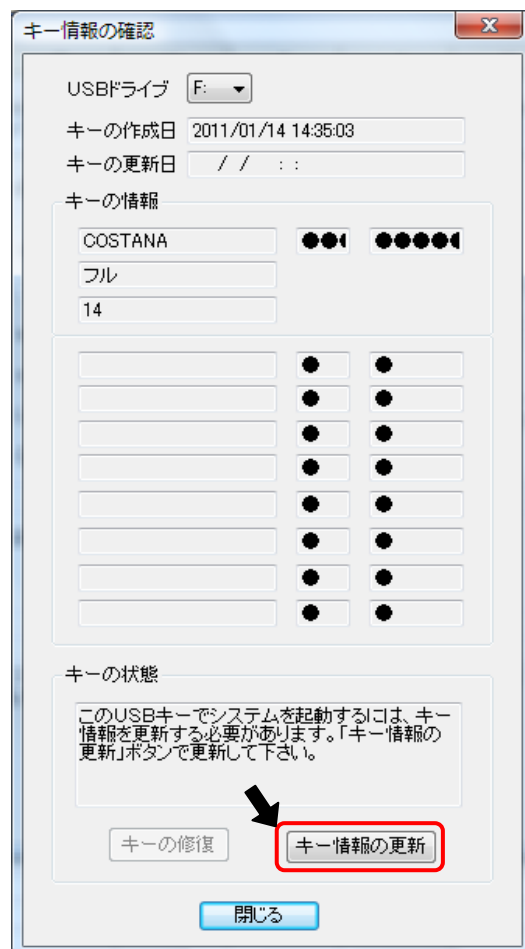 キー情報の確認
USBドライブ F:
キーの作成日 2011/01/14 14:35:03
キーの更新日 / / : :
キーの情報
COSTANA ●●● ●●●●●
フル
14
● ●
● ●
● ●
● ●
● ●
● ●
● ●
● ●
キーの状態
このUSBキーでシステムを起動するには、キー
情報を更新する必要があります。「キー情報の
更新」ボタンで更新して下さい。
キーの修復 キー情報の更新
閉じる